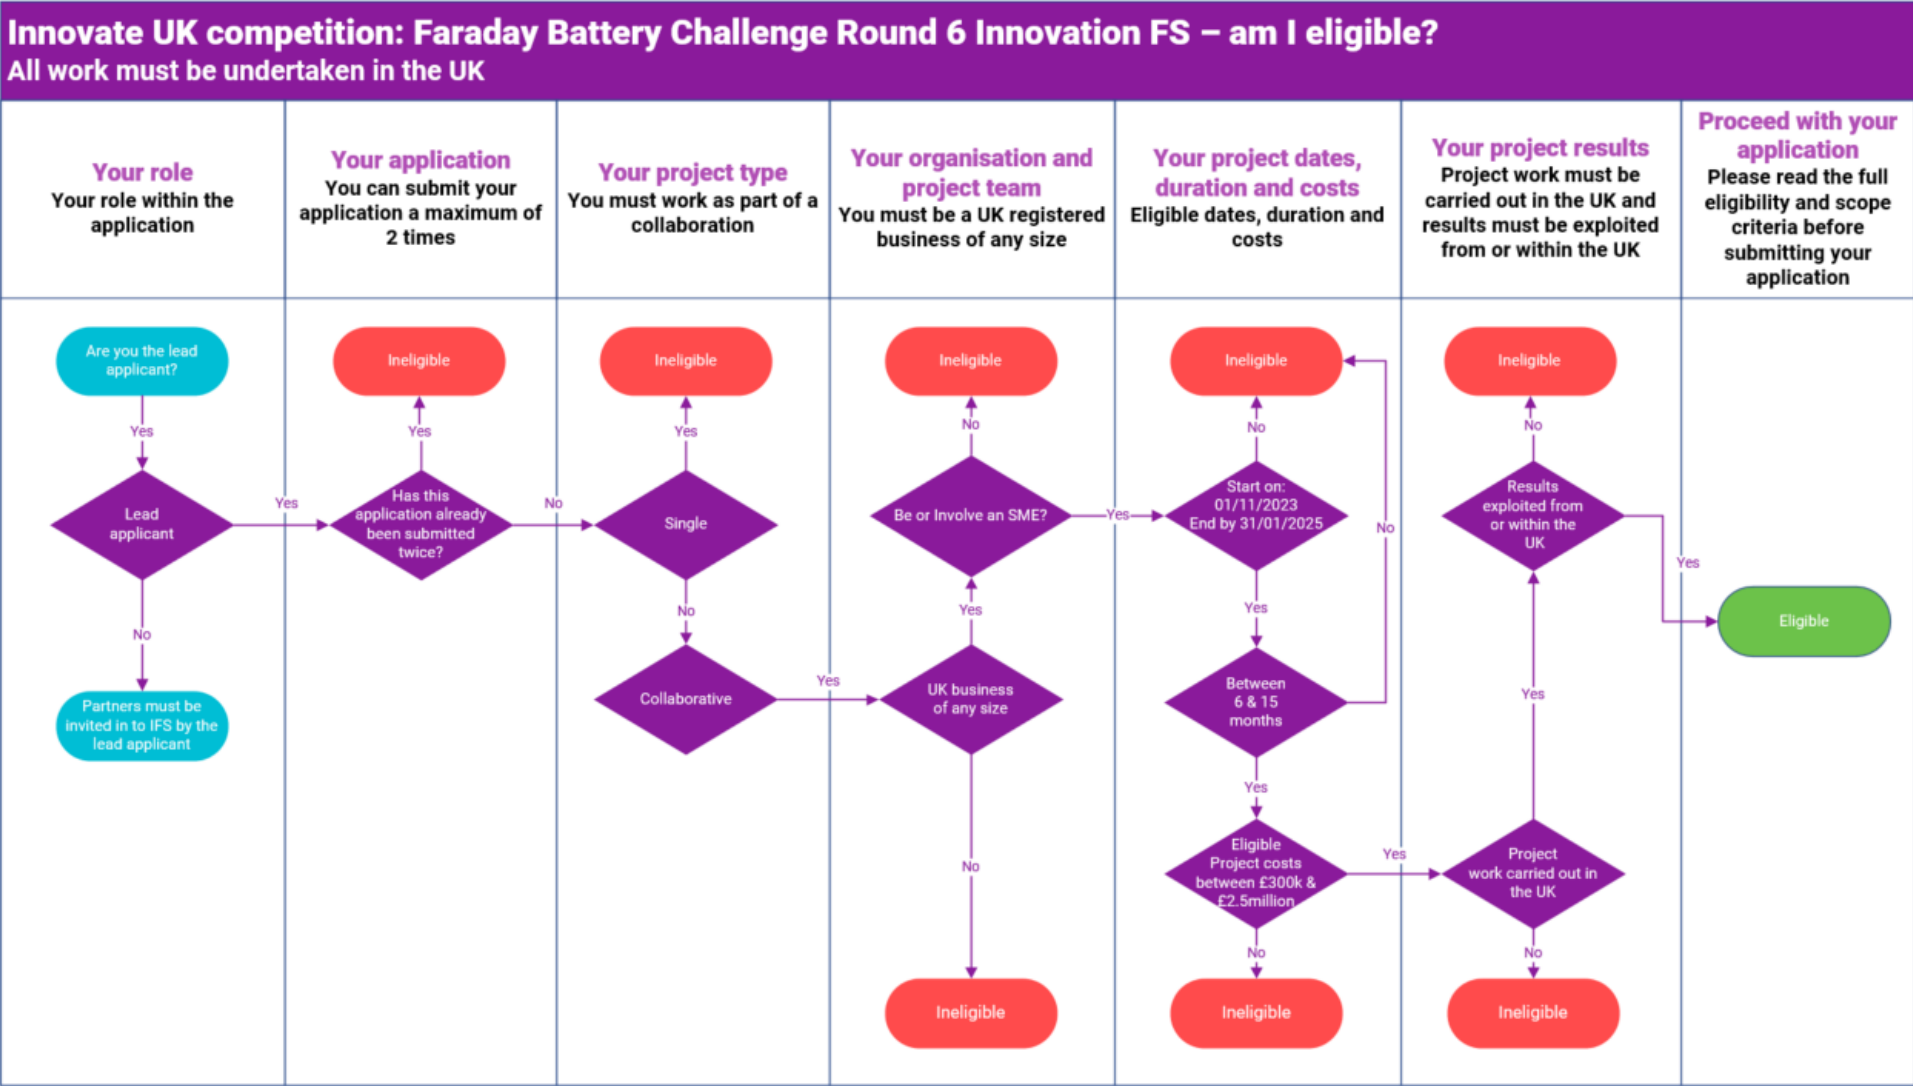 Innovate UK competition: Faraday Battery Challenge Round 6 Innovation FS – am I eligible?
All work must be undertaken in the UK
Your role
Your role within the
application
Your application
You can submit your
application a maximum of
2 times
Your project type
You must work as part of a
collaboration
Your organisation and
project team
You must be a UK registered
business of any size
Your project dates,
duration and costs
Eligible dates, duration and
costs
Your project results
Project work must be
carried out in the UK and
results must be exploited
from or within the UK
Proceed with your
application
Please read the full
eligibility and scope
criteria before
submitting your
application
Are you the lead
applicant?
Yes
Lead
applicant
Yes
No
Partners must be
invited in to IFS by the
lead applicant
Ineligible
Yes
Has this
application already
been submitted
twice?
No
Ineligible
Yes
Single
No
Collaborative
Yes
Ineligible
No
Be or Involve an SME?
Yes
Yes
UK business
of any size
No
Ineligible
Ineligible
No
Start on:
01/11/2023
End by 31/01/2025
No
Yes
Between
6 & 15
months
Yes
Eligible
Project costs
between £300k &
£2.5million
Yes
No
Ineligible
Ineligible
No
Results
exploited from
or within the
UK
Yes
Yes
Project
work carried out in
the UK
No
Ineligible
Eligible